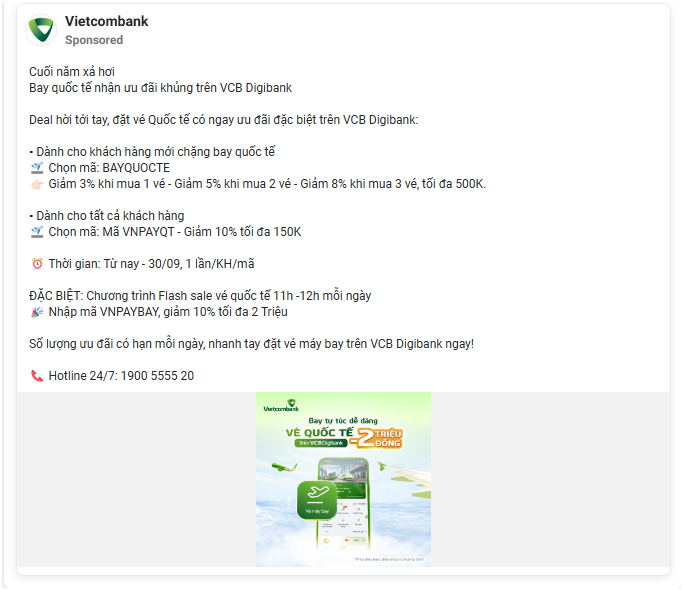 Vietcombank
Sponsored
Cuối năm xả hơi
Bay quốc tế nhận ưu đãi khủng trên VCB Digibank
Deal hời tới tay, đặt vé Quốc tế có ngay ưu đãi đặc biệt trên VCB Digibank:
- Dành cho khách hàng mới chặng bay quốc tế
🛫 Chọn mã: BAYQUOCTE
👉🏻 Giảm 3% khi mua 1 vé - Giảm 5% khi mua 2 vé - Giảm 8% khi mua 3 vé, tối đa 500K.
- Dành cho tất cả khách hàng
🛫 Chọn mã: Mã VNPAYQT - Giảm 10% tối đa 150K
⏰ Thời gian: Từ nay - 30/09, 1 lần/KH/mã
ĐẶC BIỆT: Chương trình Flash sale vé quốc tế 11h -12h mỗi ngày
🎉 Nhập mã VNPAYBAY, giảm 10% tối đa 2 Triệu
Số lượng ưu đãi có hạn mỗi ngày, nhanh tay đặt vé máy bay trên VCB Digibank ngay!
📞 Hotline 24/7: 1900 5555 20
Vietcombank
Bay tự túc dễ dàng
VÉ QUỐC TẾ
Trên VCBDigibank
-2 TRIỆU ĐỒNG
Vé máy bay